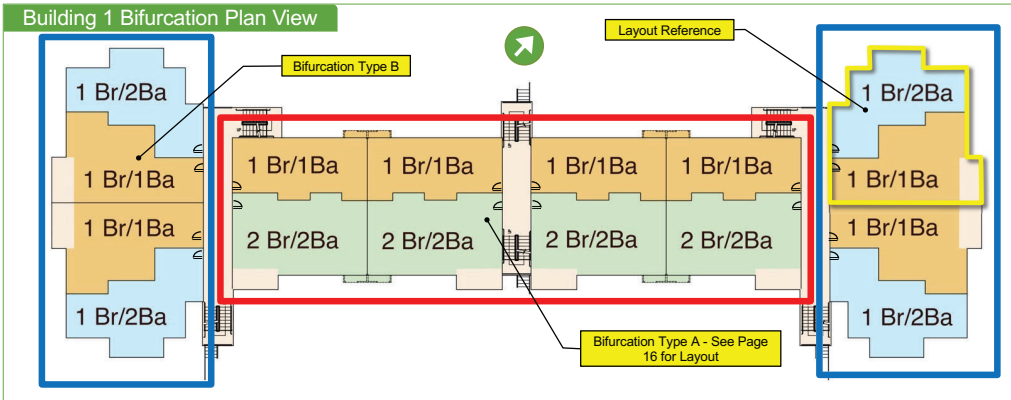 Building 1 Bifurcation Plan View
Layout Reference
Bifurcation Type B
1 Br/2Ba
1 Br/2Ba
1 Br/1Ba
1 Br/1Ba
1 Br/1Ba
1 Br/1Ba
1 Br/1Ba
1 Br/1Ba
1 Br/1Ba
1 Br/1Ba
2 Br/2Ba
2 Br/2Ba
2 Br/2Ba
2 Br/2Ba
1 Br/2Ba
1 Br/2Ba
Bifurcation Type A - See Page
16 for Layout